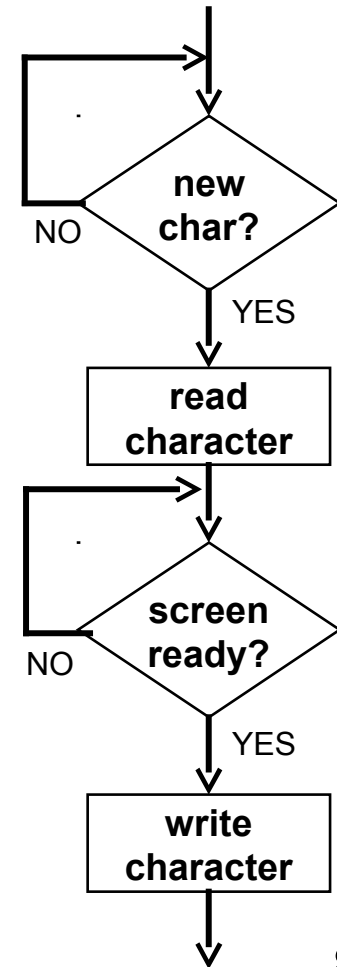 new
char?
NO
YES
read
character
screen
ready?
NO
YES
write
character